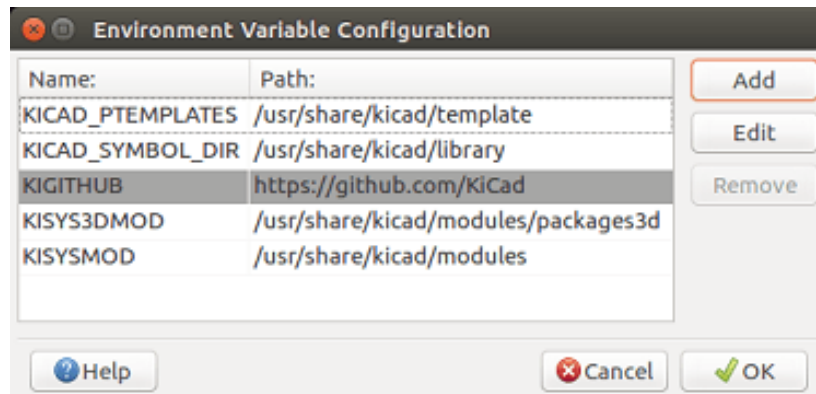 Environment Variable Configuration
Name: Path: Add
KICAD_PTEMPLATES /usr/share/kicad/template
KICAD_SYMBOL_DIR /usr/share/kicad/library Edit
KIGITHUB https://github.com/KiCad Remove
KISYS3DMOD /usr/share/kicad/modules/packages3d
KISYSMOD /usr/share/kicad/modules
Help Cancel OK